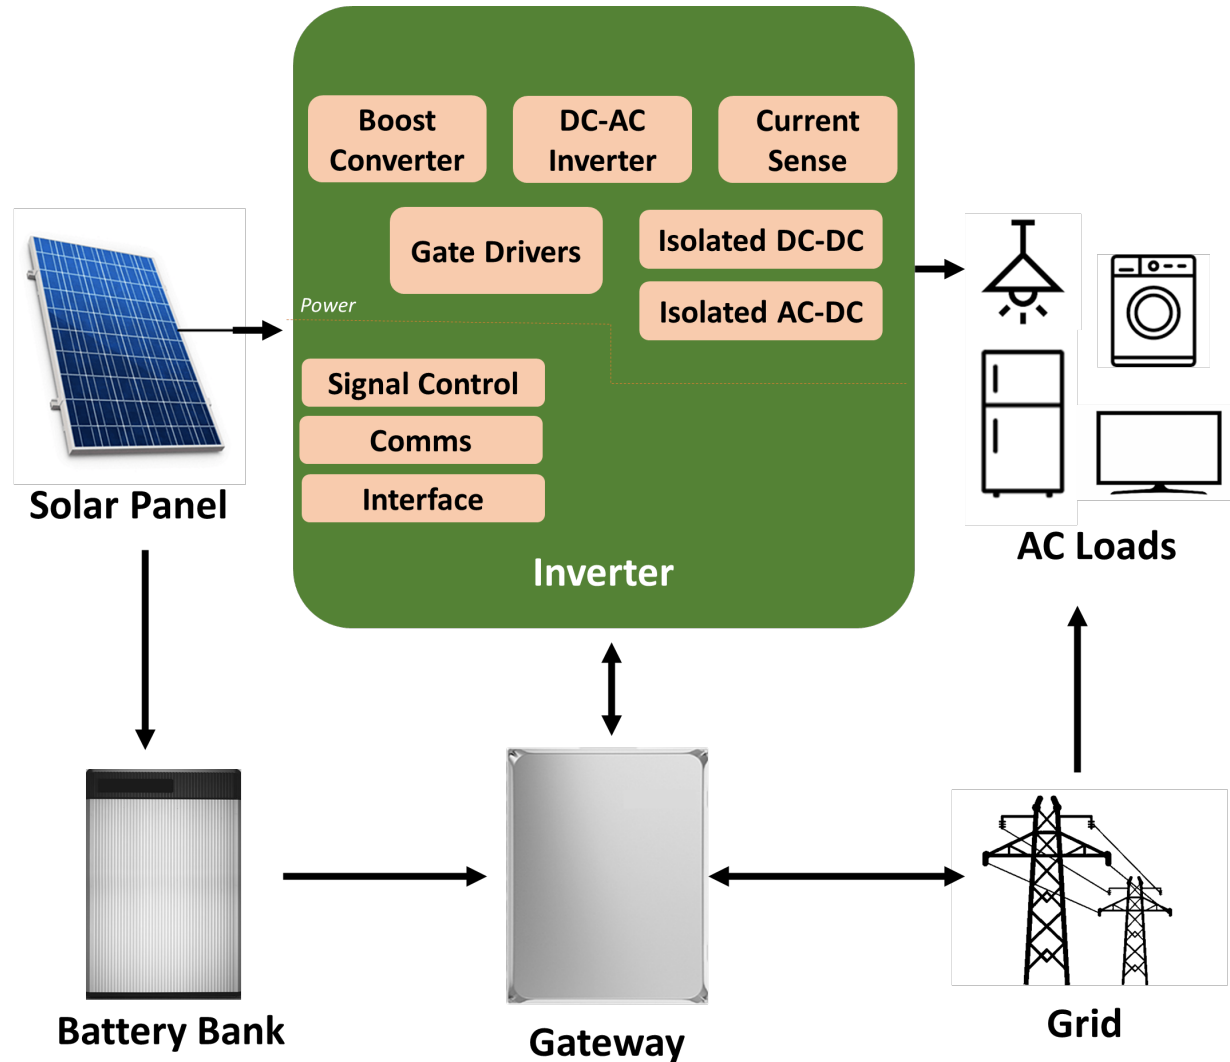 Boost
Converter
DC-AC
Inverter
Current
Sense
Gate Drivers
Isolated DC-DC
Isolated AC-DC
Power
Signal Control
Comms
Interface
Inverter
Solar Panel
AC Loads
Battery Bank
Gateway
Grid